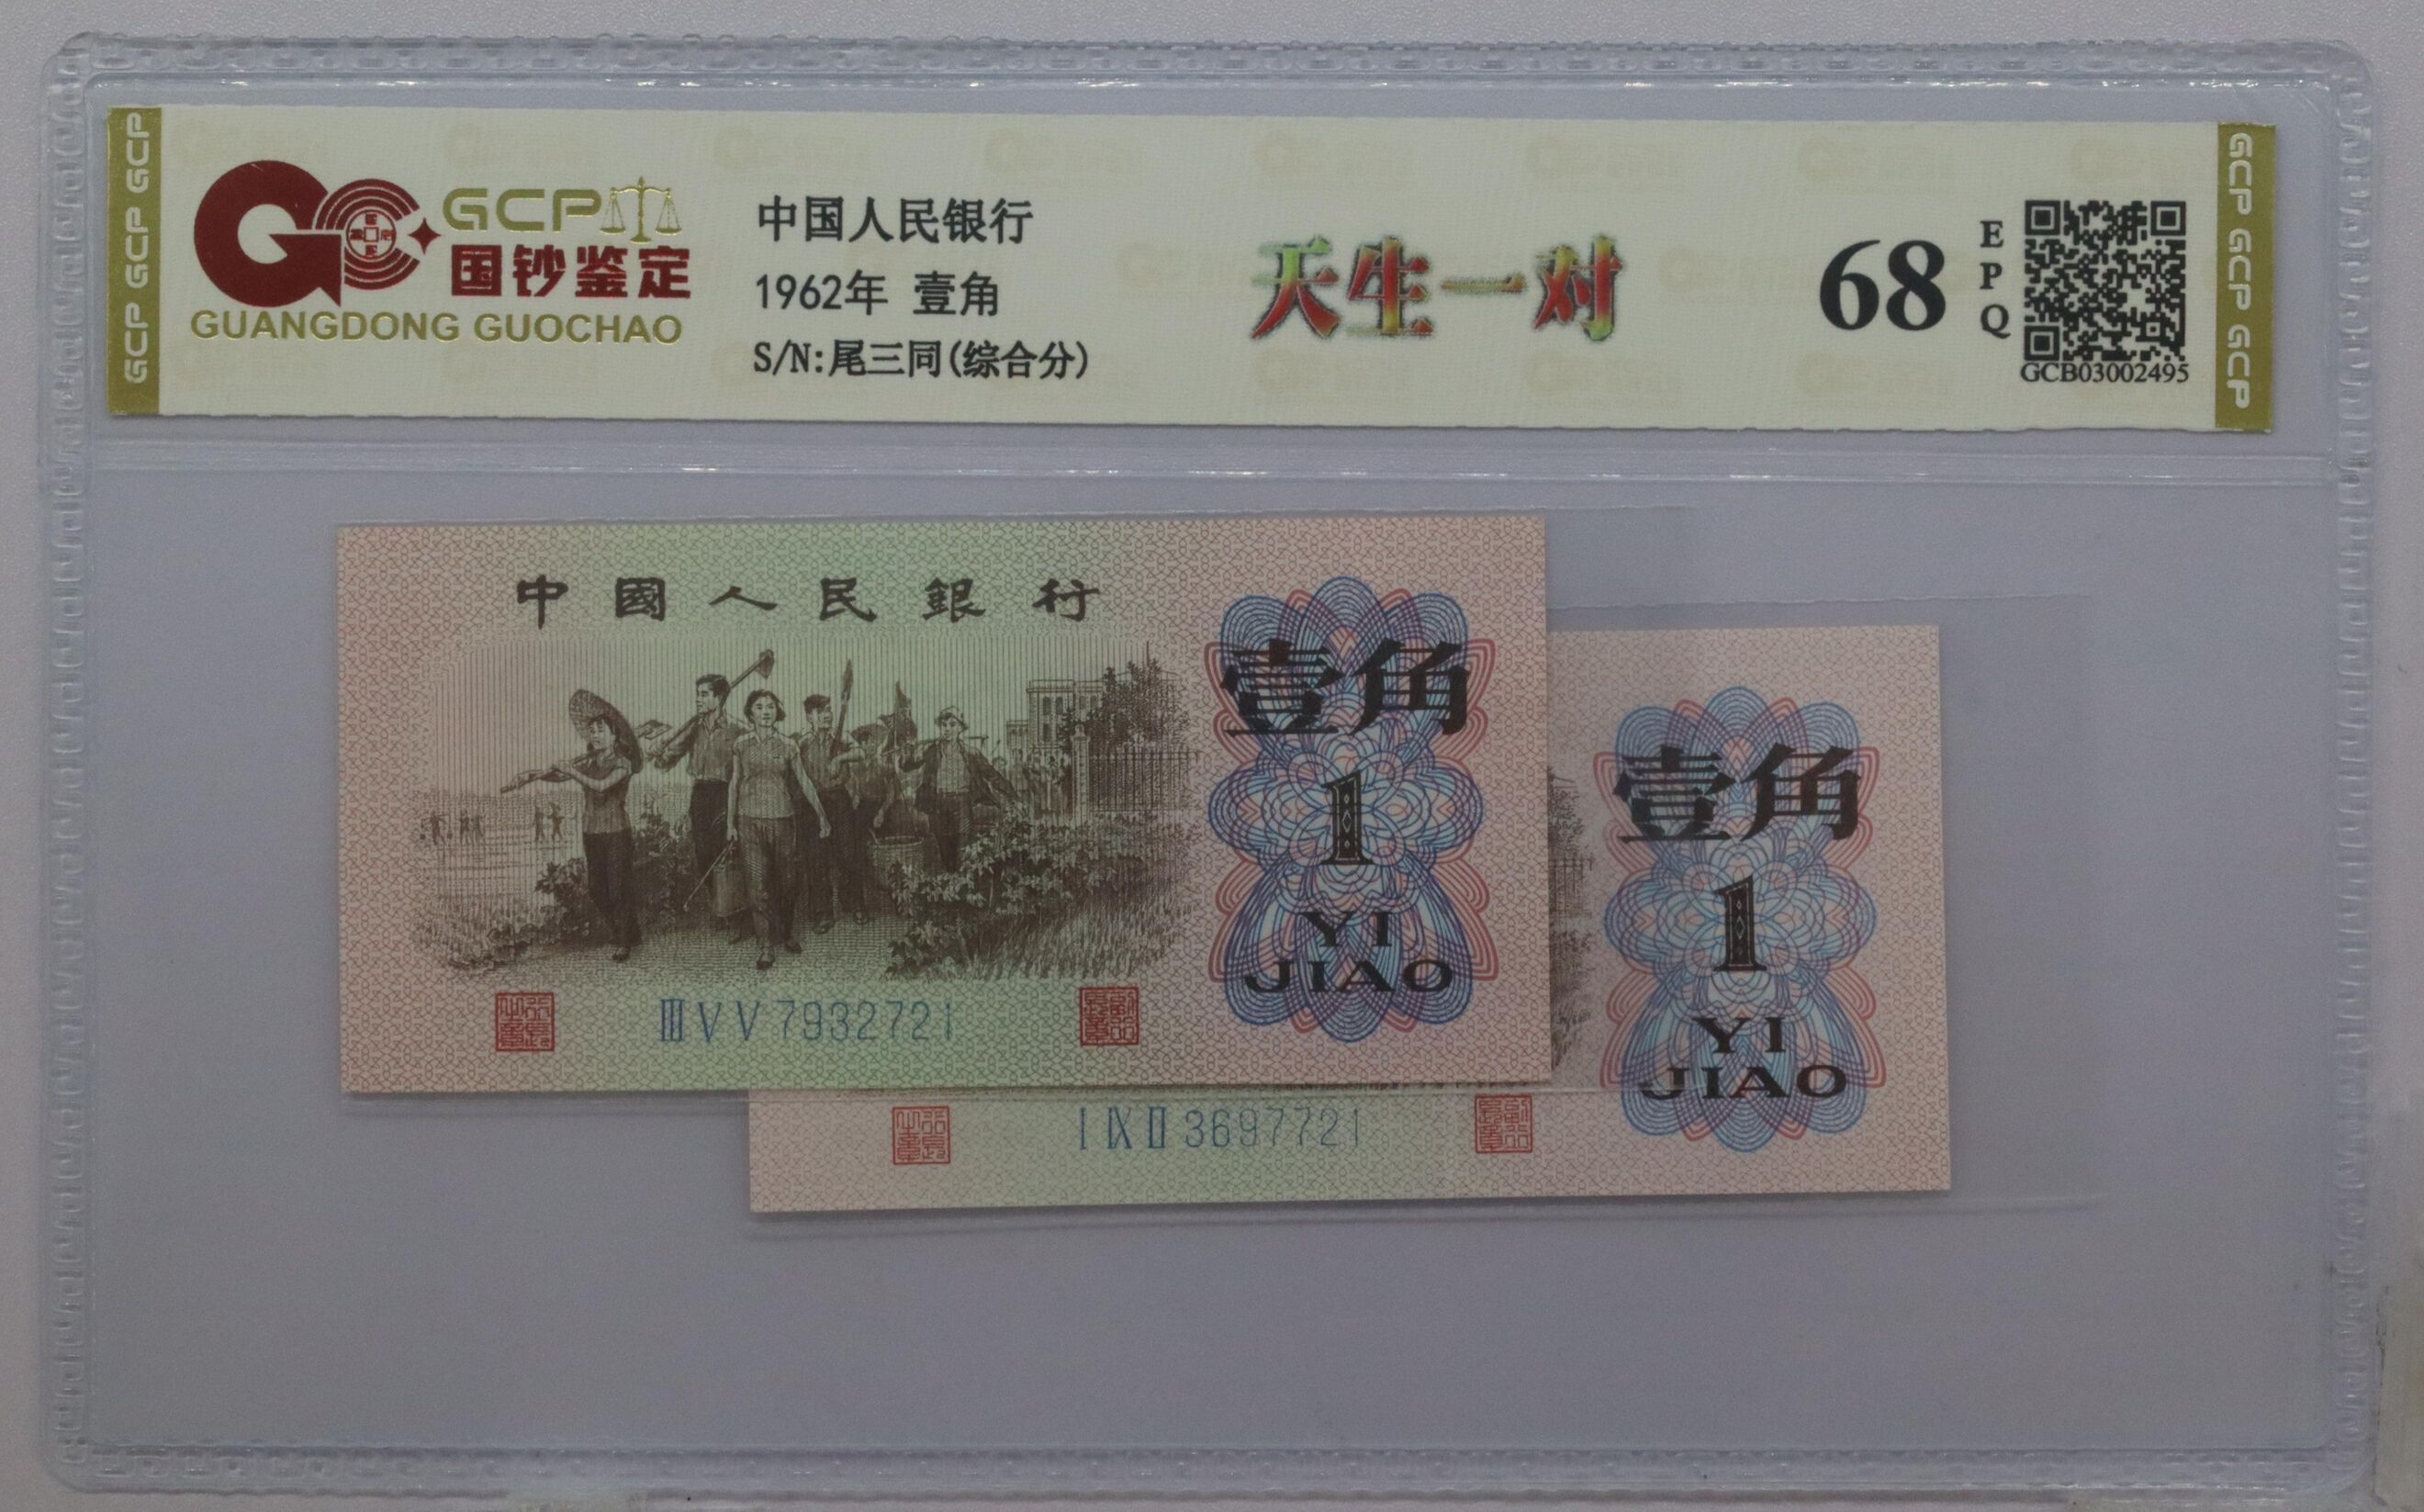 GCP GCP GCP
GCP
国钞鉴定
GUANGDONG GUOCHAO
中国人民银行
1962年 壹角
S/N:尾三同(综合分)
天生一对
68
EPQ
GCB03002495
GCP GCP GCP
中國人民銀行
壹角
1
YI
JIAO
ⅢⅤⅤ7932721
壹角
1
YI
JIAO
ⅠⅨⅡ3697721